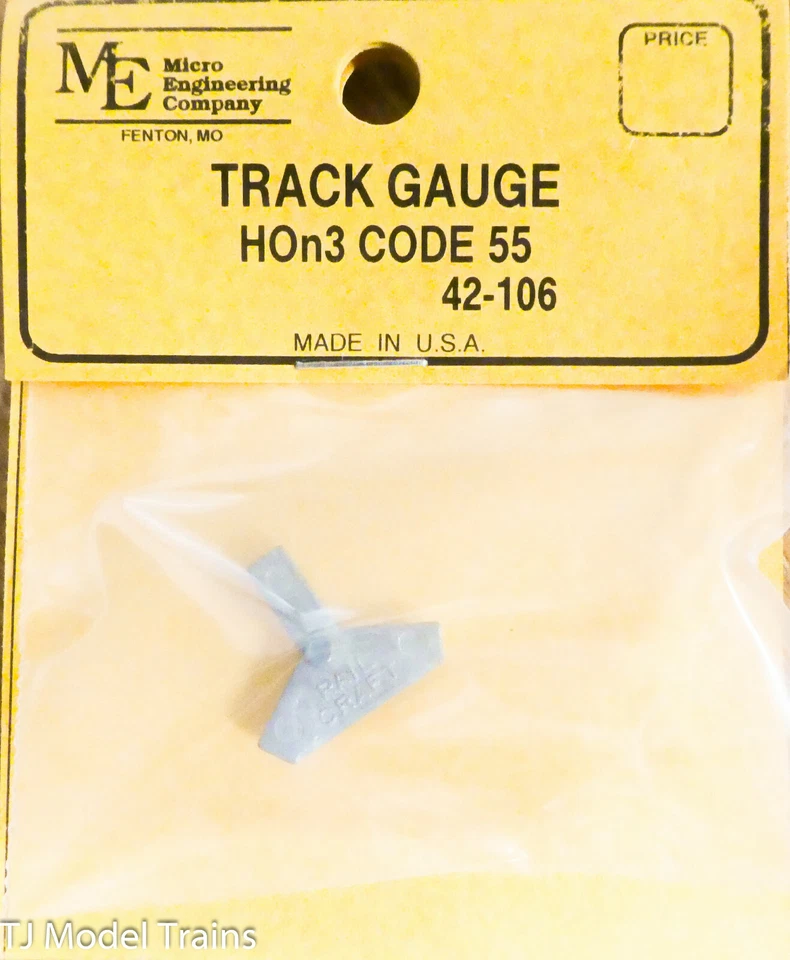 ME
Micro
Engineering
Company
FENTON, MO
PRICE
TRACK GAUGE
HOn3 CODE 55
42-106
MADE IN U.S.A.
RAIL
CRAFT
TJ Model Trains